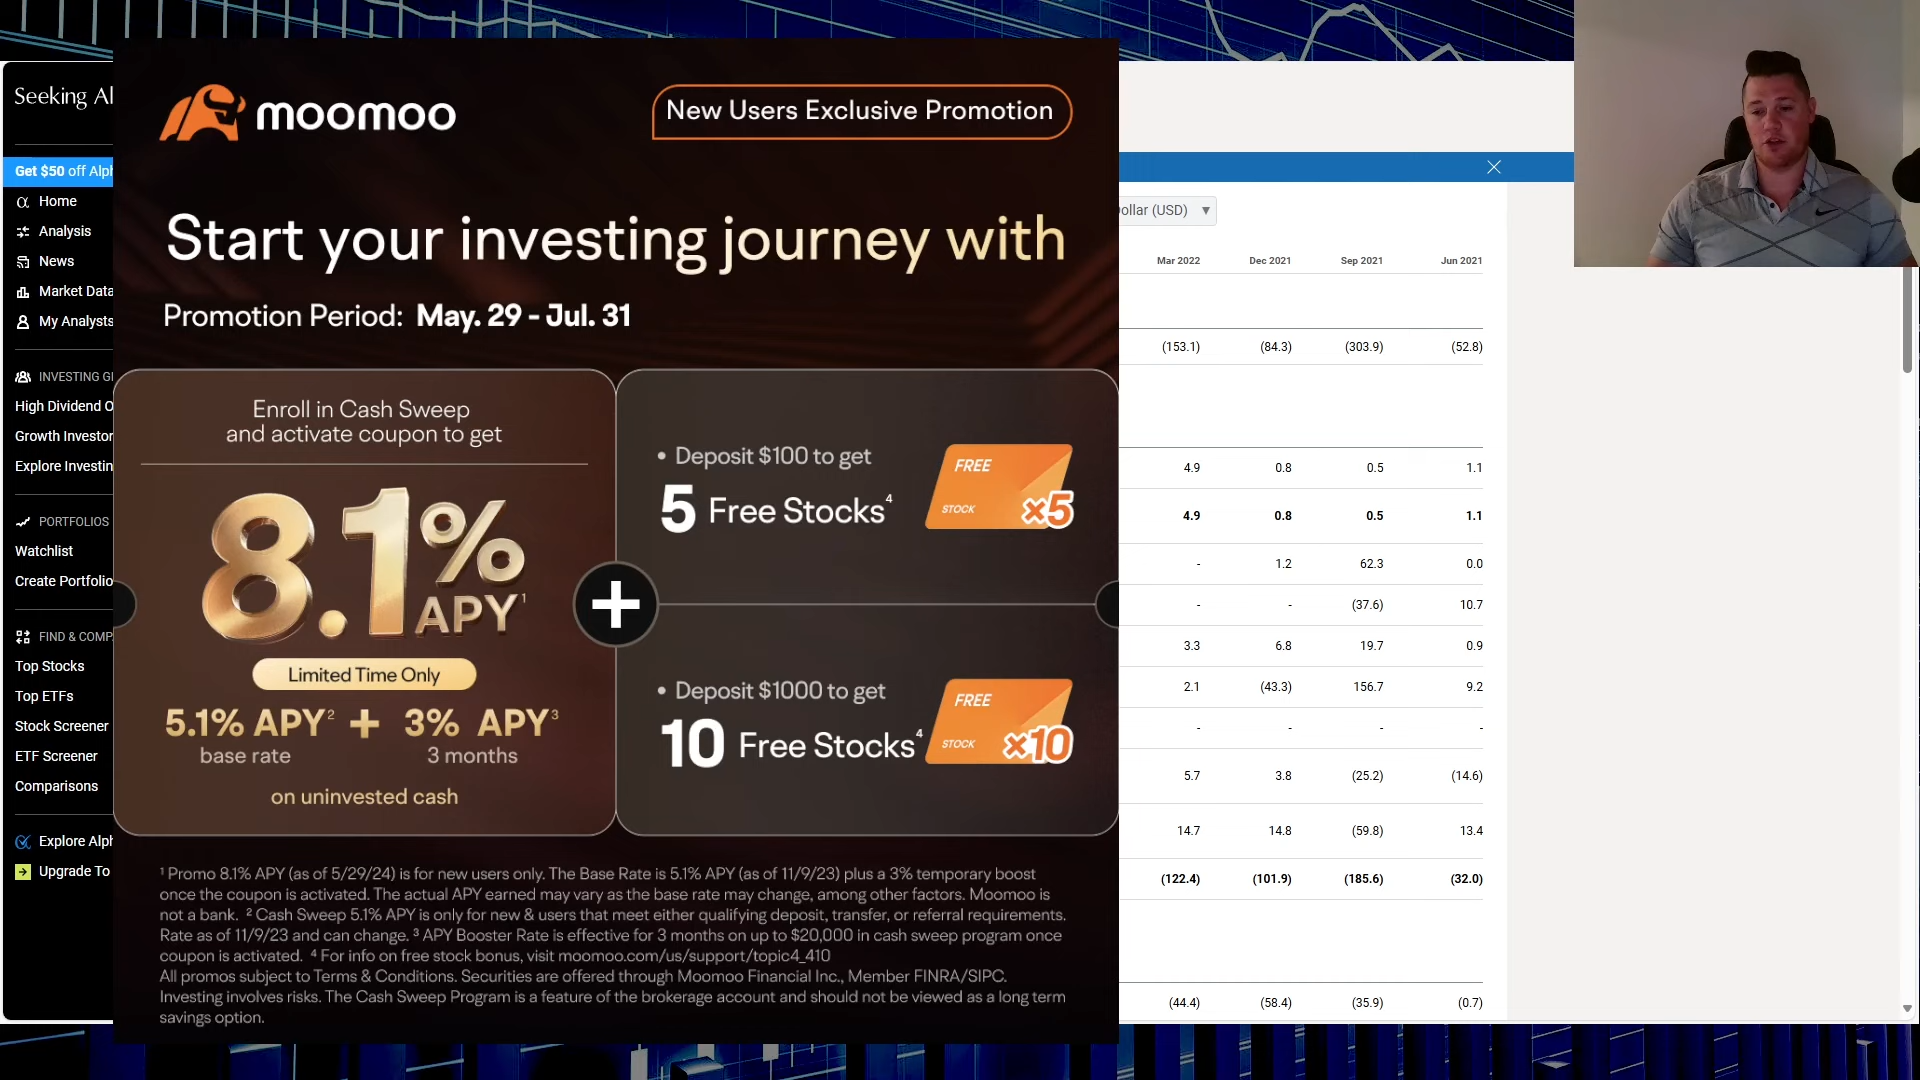 Seeking Al
Get $50 off Alph
Home
Analysis
News
Market Data
My Analysts
INVESTING G
High Dividend O
Growth Investor
Explore Investin
PORTFOLIOS
Watchlist
Create Portfolio
FIND & COMP
Top Stocks
Top ETFs
Stock Screener
ETF Screener
Comparisons
Explore Alph
Upgrade To
moomoo
New Users Exclusive Promotion
Start your investing journey with
Promotion Period: May. 29 - Jul. 31
Enroll in Cash Sweep
and activate coupon to get
8.1% APY¹
Limited Time Only
5.1% APY² + 3% APY³
base rate 3 months
on uninvested cash
+
• Deposit $100 to get
5 Free Stocks⁴
FREE
STOCK ×5
• Deposit $1000 to get
10 Free Stocks⁴
FREE
STOCK ×10
¹ Promo 8.1% APY (as of 5/29/24) is for new users only. The Base Rate is 5.1% APY (as of 11/9/23) plus a 3% temporary boost
once the coupon is activated. The actual APY earned may vary as the base rate may change, among other factors. Moomoo is
not a bank. ² Cash Sweep 5.1% APY is only for new & users that meet either qualifying deposit, transfer, or referral requirements.
Rate as of 11/9/23 and can change. ³ APY Booster Rate is effective for 3 months on up to $20,000 in cash sweep program once
coupon is activated. ⁴ For info on free stock bonus, visit moomoo.com/us/support/topic4_410
All promos subject to Terms & Conditions. Securities are offered through Moomoo Financial Inc., Member FINRA/SIPC.
Investing involves risks. The Cash Sweep Program is a feature of the brokerage account and should not be viewed as a long term
savings option.
ollar (USD) ▼
Mar 2022 Dec 2021 Sep 2021 Jun 2021
(153.1) (84.3) (303.9) (52.8)
4.9 0.8 0.5 1.1
4.9 0.8 0.5 1.1
- 1.2 62.3 0.0
- - (37.6) 10.7
3.3 6.8 19.7 0.9
2.1 (43.3) 156.7 9.2
- - - -
5.7 3.8 (25.2) (14.6)
14.7 14.8 (59.8) 13.4
(122.4) (101.9) (185.6) (32.0)
(44.4) (58.4) (35.9) (0.7)